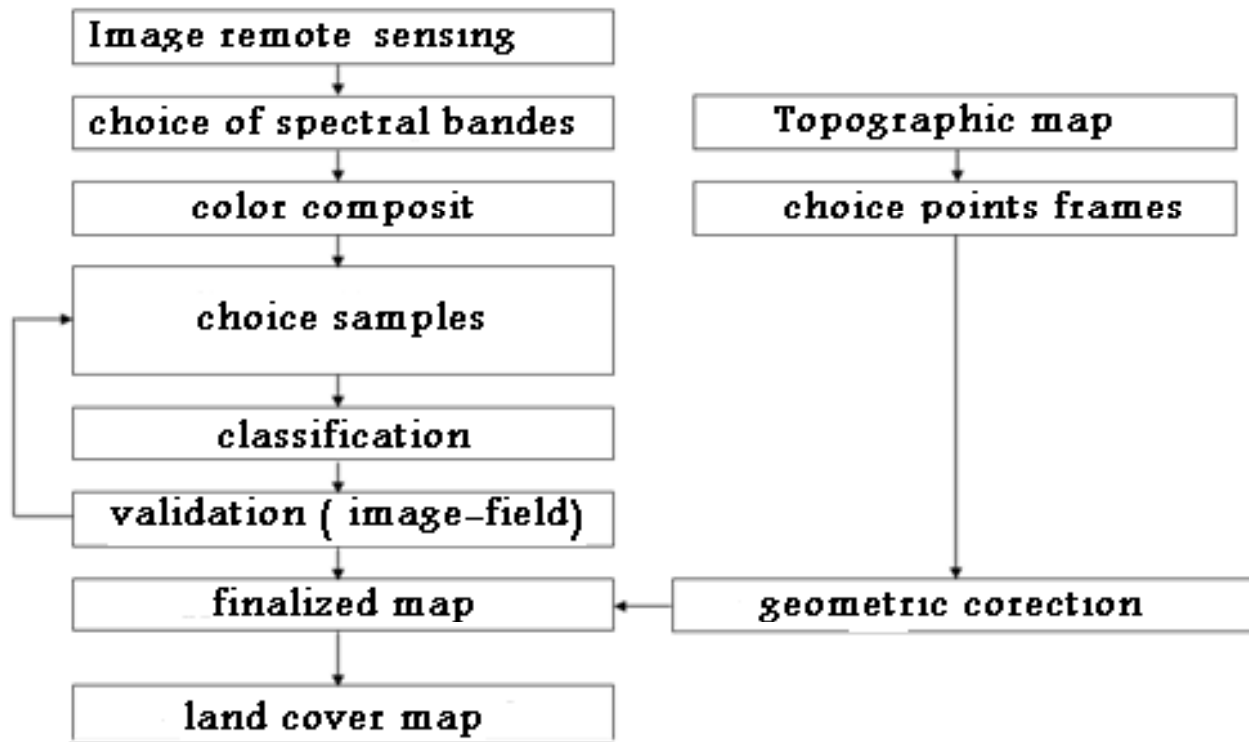 Image remote sensing
choice of spectral bandes
color composit
choice samples
classification
validation ( image-field)
finalized map
land cover map
Topographic map
choice points frames
geometric corection